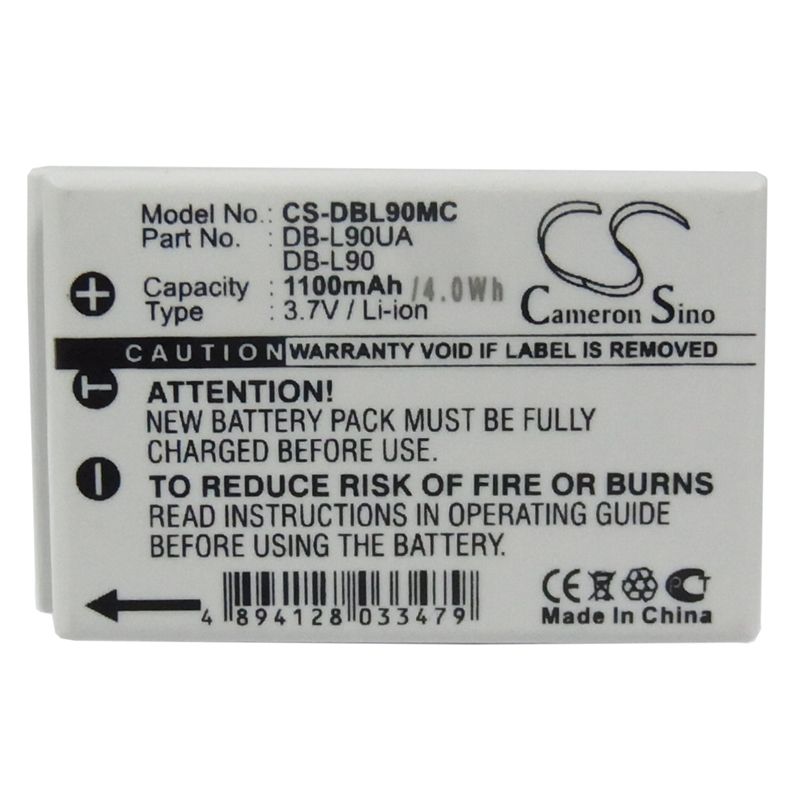 Model No.: CS-DBL90MC
Part No. : DB-L90UA
DB-L90
Capacity : 1100mAh /4.0Wh
Type : 3.7V / Li-ion
CS
Cameron Sino
CAUTION WARRANTY VOID IF LABEL IS REMOVED
T
ATTENTION!
NEW BATTERY PACK MUST BE FULLY
CHARGED BEFORE USE.
TO REDUCE RISK OF FIRE OR BURNS
READ INSTRUCTIONS IN OPERATING GUIDE
BEFORE USING THE BATTERY.
4 894128 033479
CE PCT
Made In China